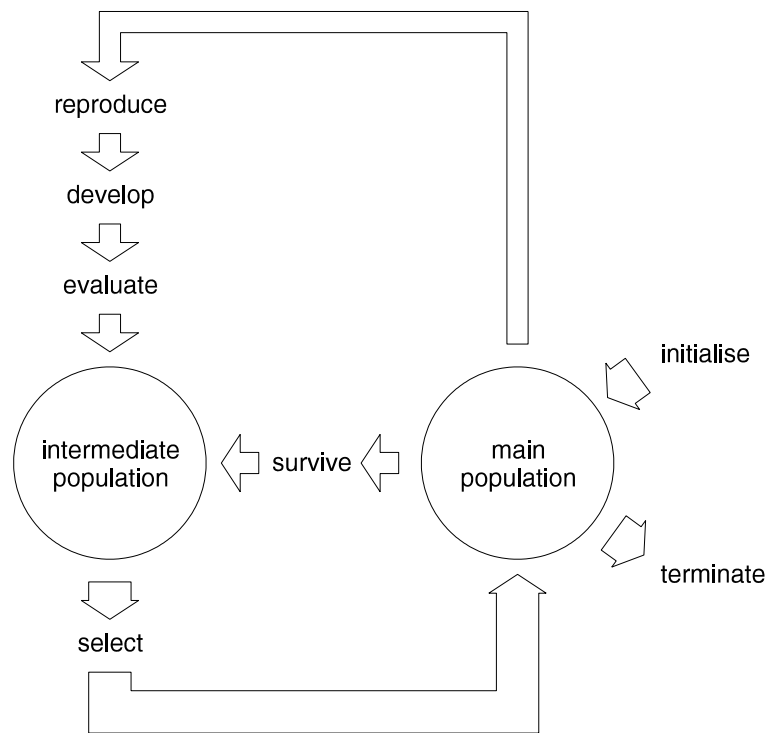 reproduce
develop
evaluate
initialise
intermediate
population
survive
main
population
terminate
select